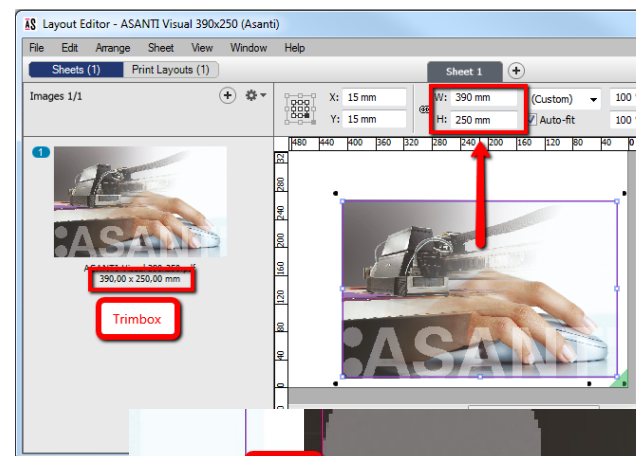 Layout Editor - ASANTI Visual 390x250 (Asanti)
File Edit Arrange Sheet View Window Help
Sheets (1) Print Layouts (1) Sheet 1
Images 1/1
X: 15 mm W: 390 mm (Custom) 100
Y: 15 mm H: 250 mm Auto-fit 100
480 440 400 360 320 280 240 200 160 120 80 40 0
32 280 240 200 160 120 80 40 0
1
:ASANTI
390,00 x 250,00 mm
Trimbox
:ASANTI